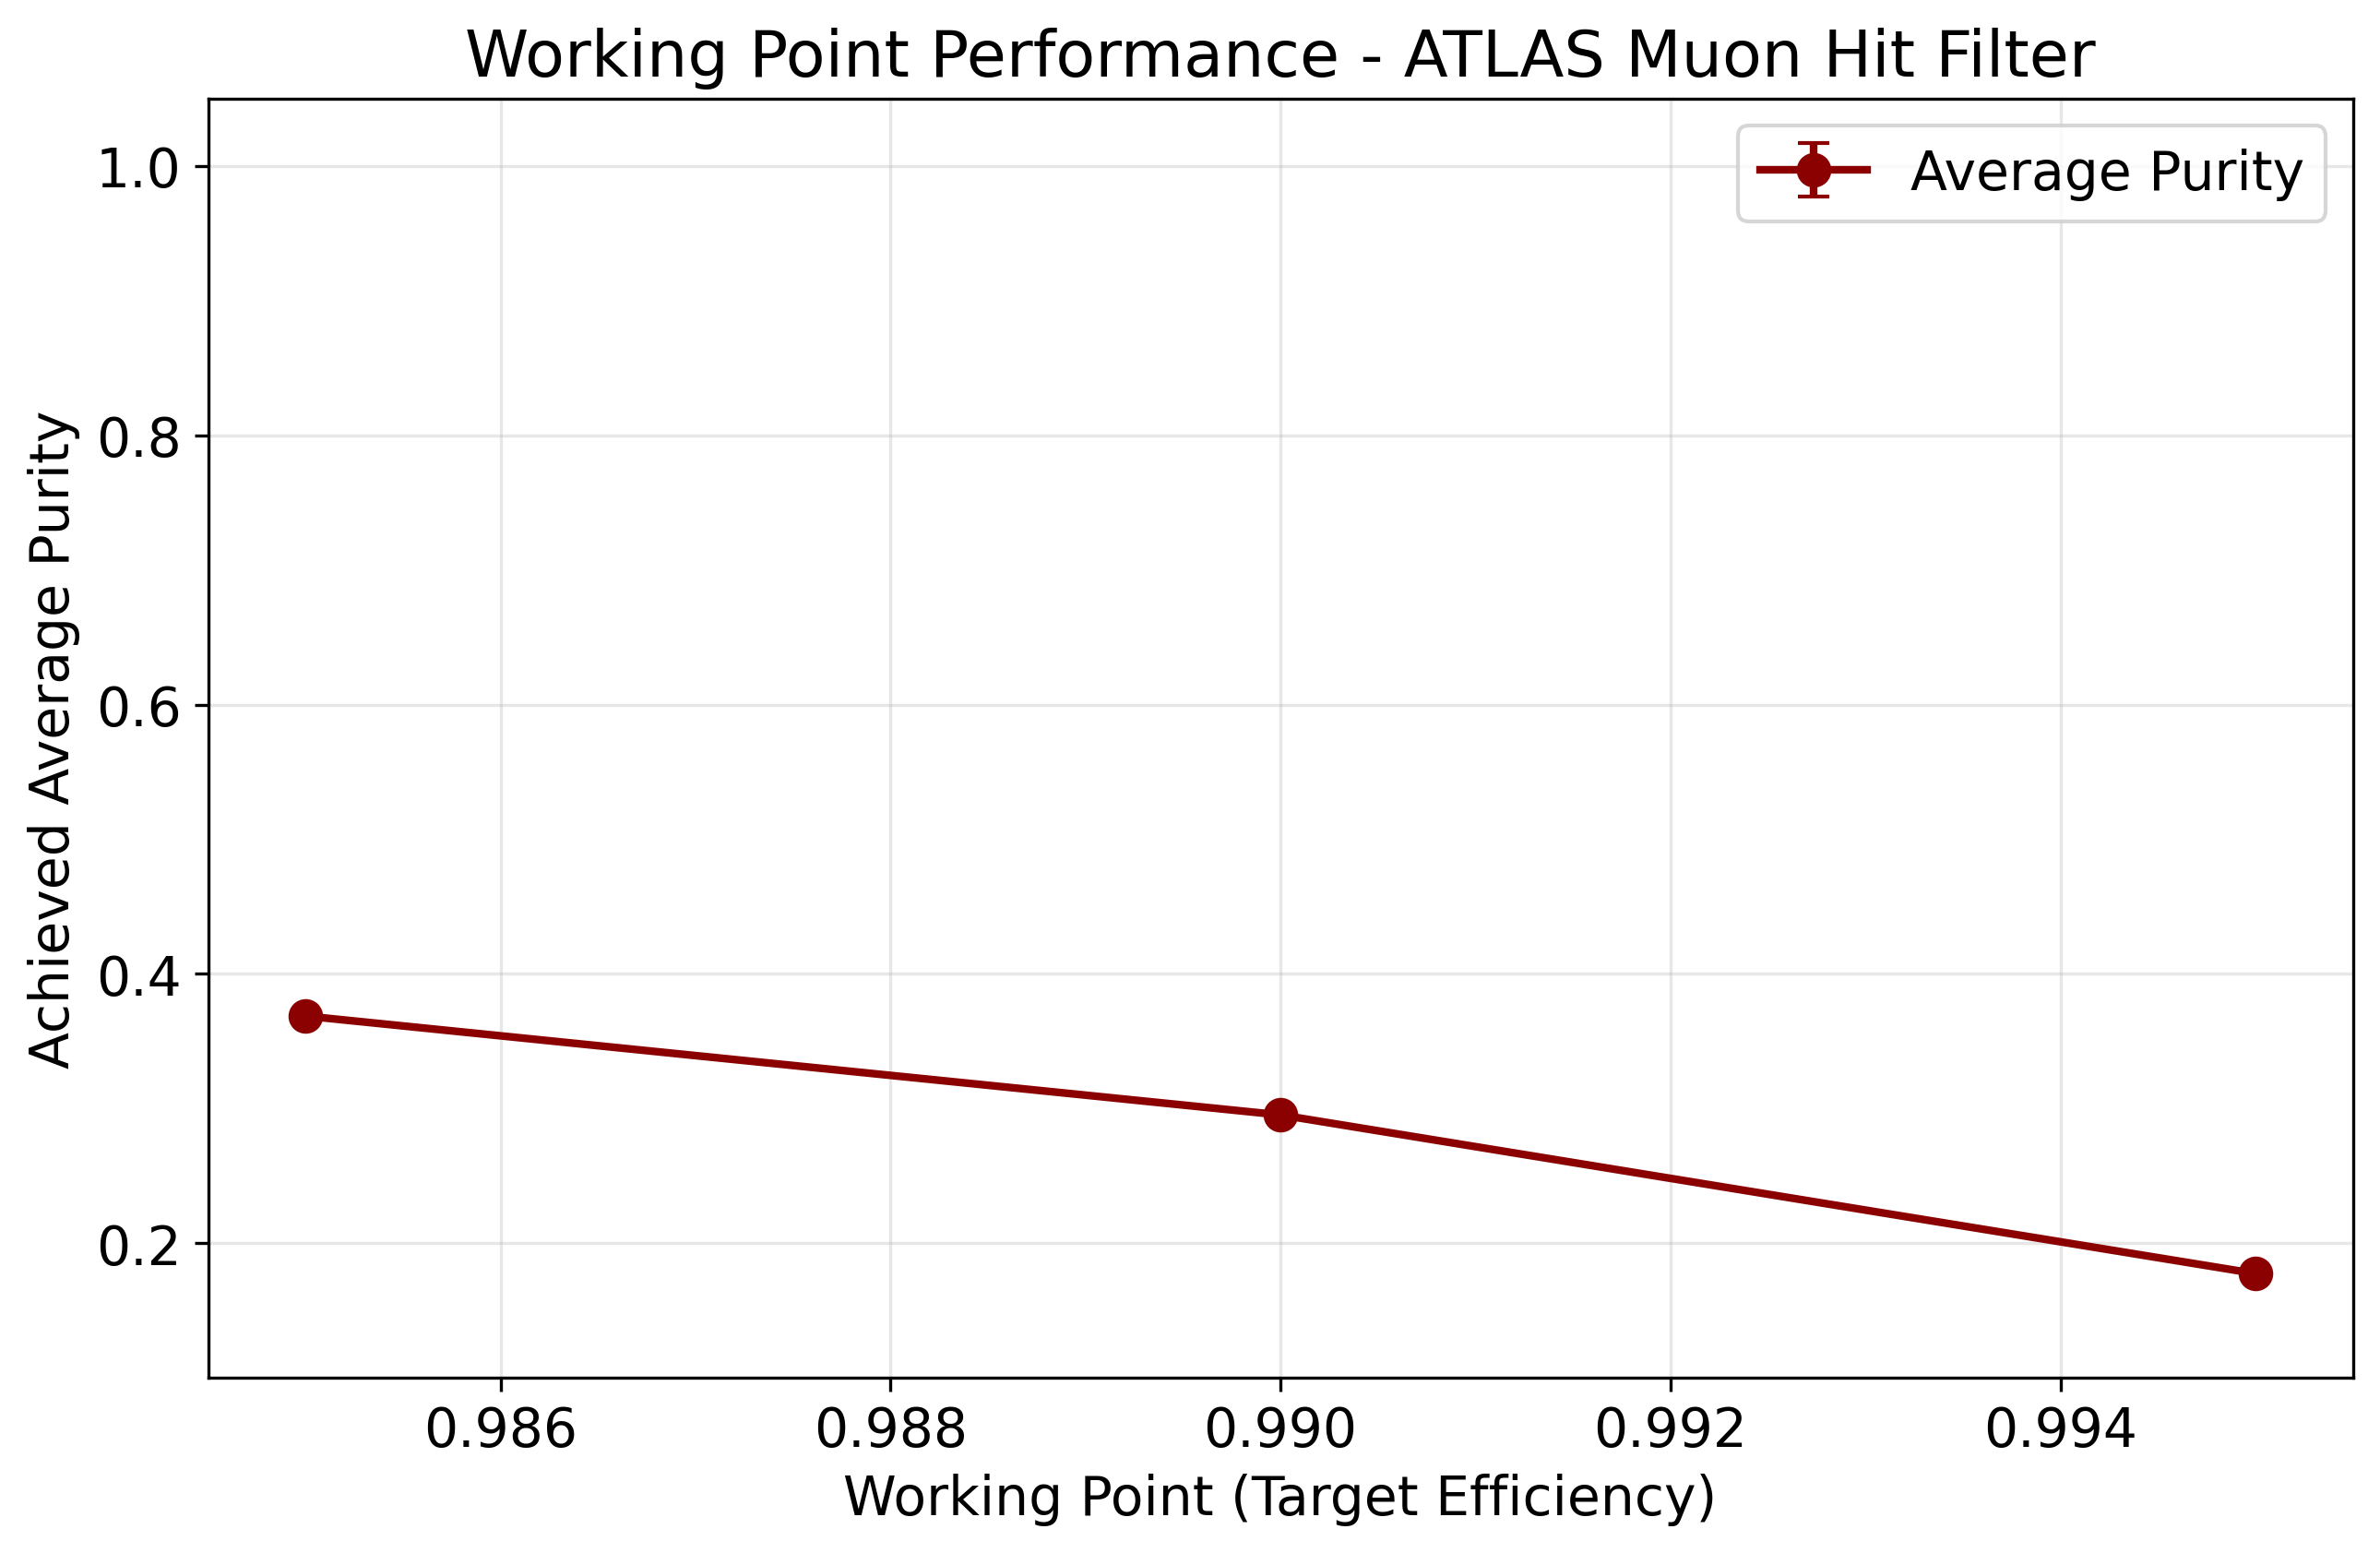 Working Point Performance - ATLAS Muon Hit Filter
Average Purity
Achieved Average Purity
1.0
0.8
0.6
0.4
0.2
0.986
0.988
0.990
0.992
0.994
Working Point (Target Efficiency)